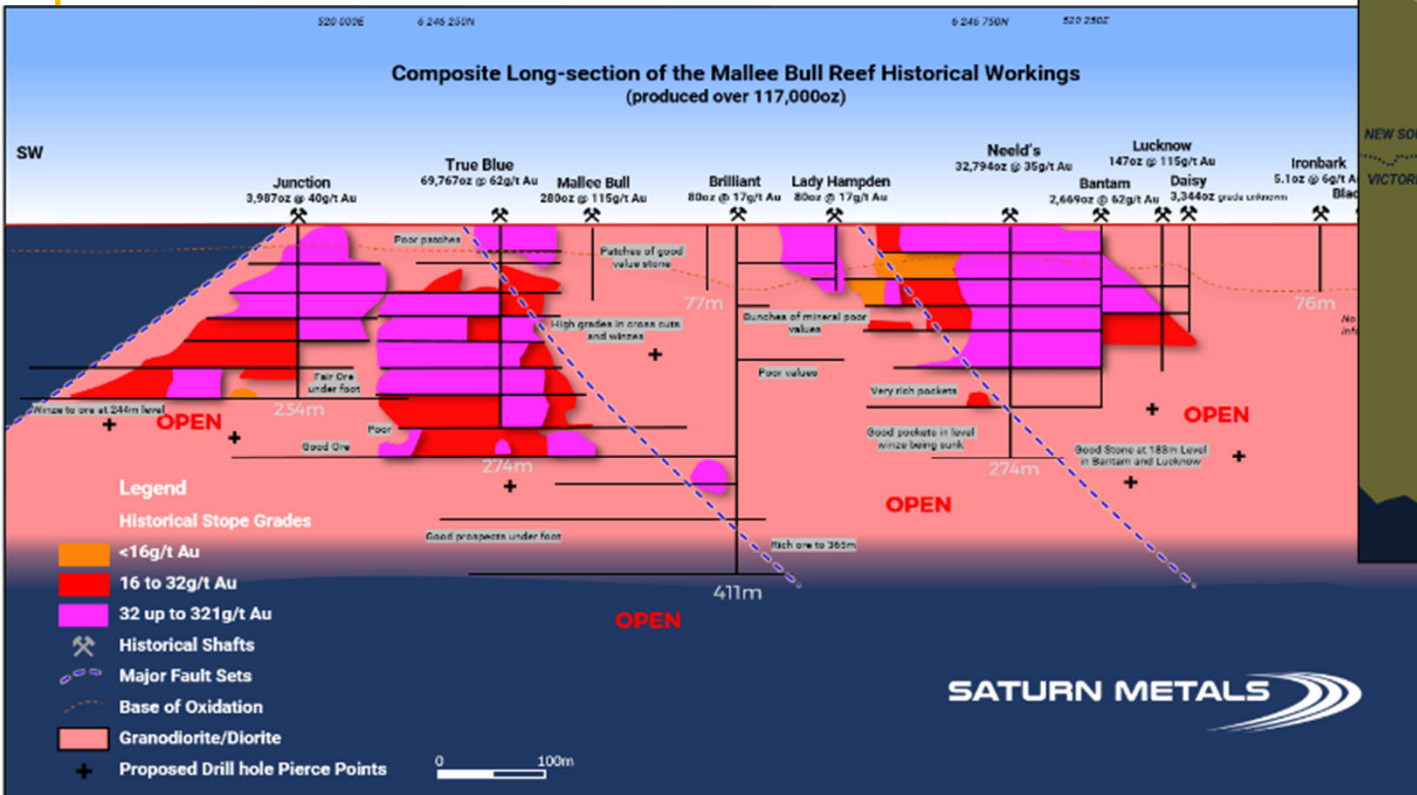 520 000E
6 246 250N
6 246 750N
520 250E
Composite Long-section of the Mallee Bull Reef Historical Workings
(produced over 117,000oz)
SW
NEW SOU
VICTORI
Junction
3,987oz @ 40g/t Au
True Blue
69,767oz @ 62g/t Au
Mallee Bull
280oz @ 115g/t Au
Brilliant
80oz @ 17g/t Au
Lady Hampden
80oz @ 17g/t Au
Neeld's
32,794oz @ 35g/t Au
Lucknow
147oz @ 115g/t Au
Bantam
2,669oz @ 62g/t Au
Daisy
3,344oz grade unknown
Ironbark
5.1oz @ 6g/t A
Blac
Poor patches
Patches of good
value stone
77m
76m
High grades in cross cuts
and winzes
Bunches of mineral poor
values
No
Info
Poor values
Fair Ore
under foot
Very rich pockets
Winze to ore at 244m level
OPEN
234m
OPEN
Poor
Good Ore
274m
Good pockets in level
winze being sunk
274m
Good Stone at 188m Level
in Bantam and Lucknow
OPEN
Good prospects under foot
Rich ore to 365m
411m
OPEN
Legend
Historical Stope Grades
<16g/t Au
16 to 32g/t Au
32 up to 321g/t Au
Historical Shafts
Major Fault Sets
Base of Oxidation
Granodiorite/Diorite
Proposed Drill hole Pierce Points
0 100m
SATURN METALS